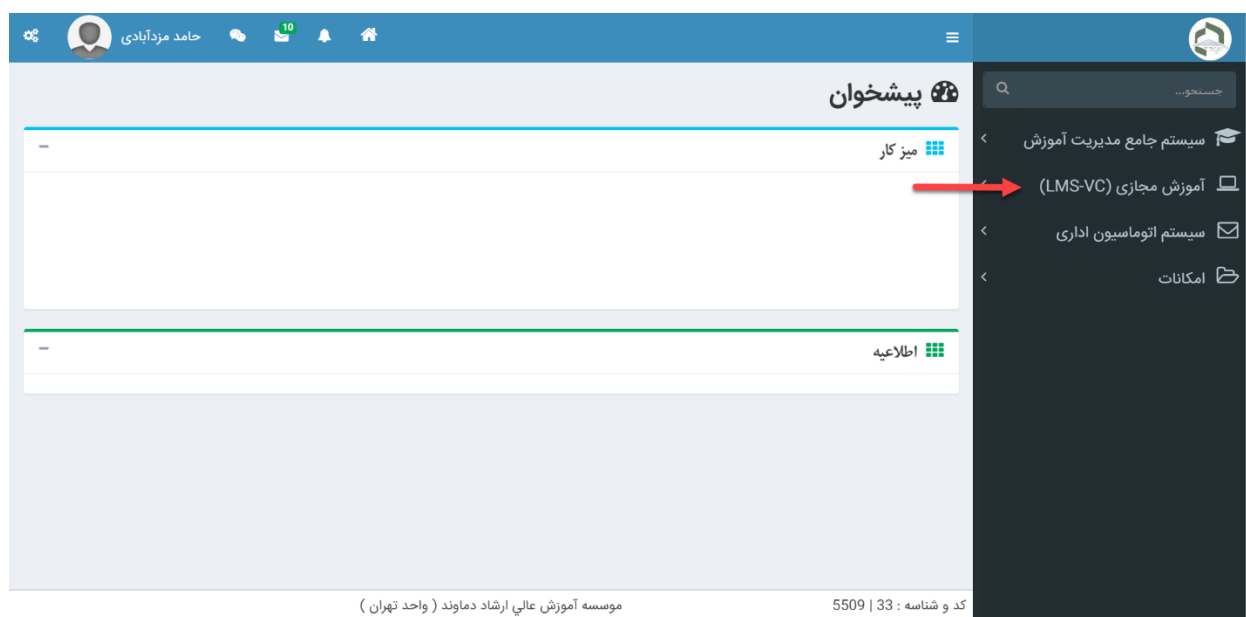 حامد مزدآبادی
10
جستجو...
پیشخوان
سیستم جامع مدیریت آموزش
میز کار
آموزش مجازی (LMS-VC)
سیستم اتوماسیون اداری
امکانات
اطلاعیه
کد و شناسه : 33 | 5509
موسسه آموزش عالي ارشاد دماوند ( واحد تهران )